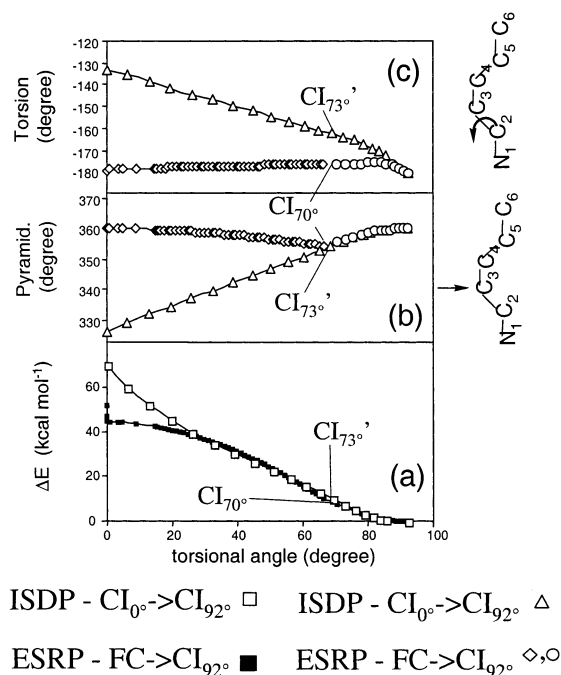 -120
-130
-140
-150
-160
-170
-180
Torsion
(degree)
(c)
CI73°'
CI70°
C6
C5
C4
C3
C2
N1
370
360
350
340
330
Pyramid.
(degree)
CI73°'
(b)
C6
C5
C4
C3
C2
N1
60
40
20
0
ΔE (kcal mol-1)
CI73°'
(a)
CI70°
0 20 40 60 80 100
torsional angle (degree)
ISDP - CI0°->CI92° □ ISDP - CI0°->CI92° △
ESRP - FC->CI92° ■ ESRP - FC->CI92° ◇,○